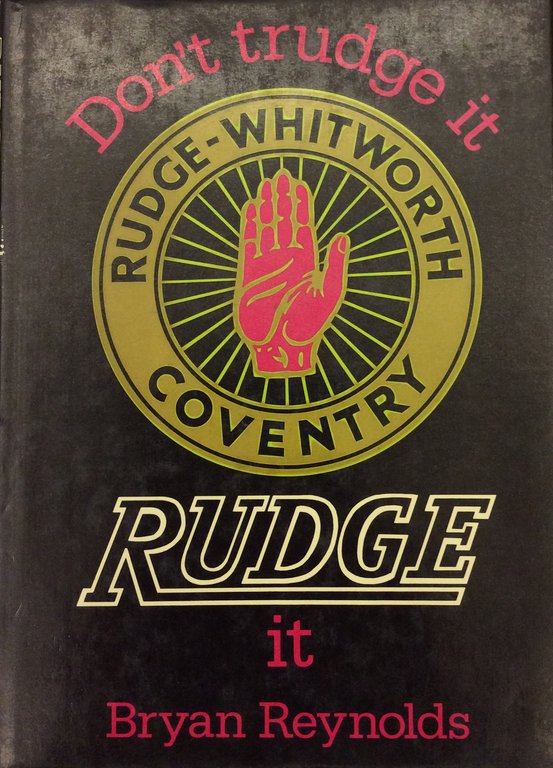 Don't trudge it
RUDGE-WHITWORTH
COVENTRY
RUDGE
it
Bryan Reynolds